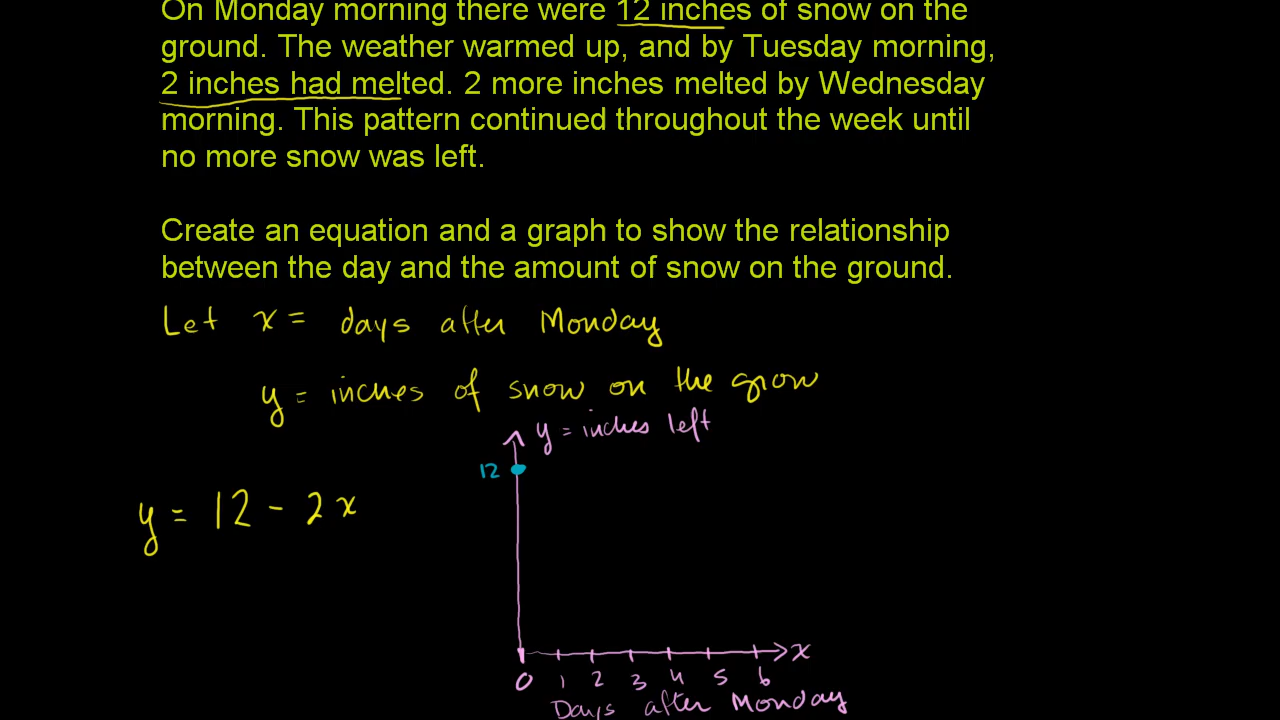 On Monday morning there were 12 inches of snow on the
ground. The weather warmed up, and by Tuesday morning,
2 inches had melted. 2 more inches melted by Wednesday
morning. This pattern continued throughout the week until
no more snow was left.
Create an equation and a graph to show the relationship
between the day and the amount of snow on the ground.
Let x = days after Monday
y = inches of snow on the grow
y = inches left
12
y = 12 - 2x
x
0 1 2 3 4 5 6
Days after Monday